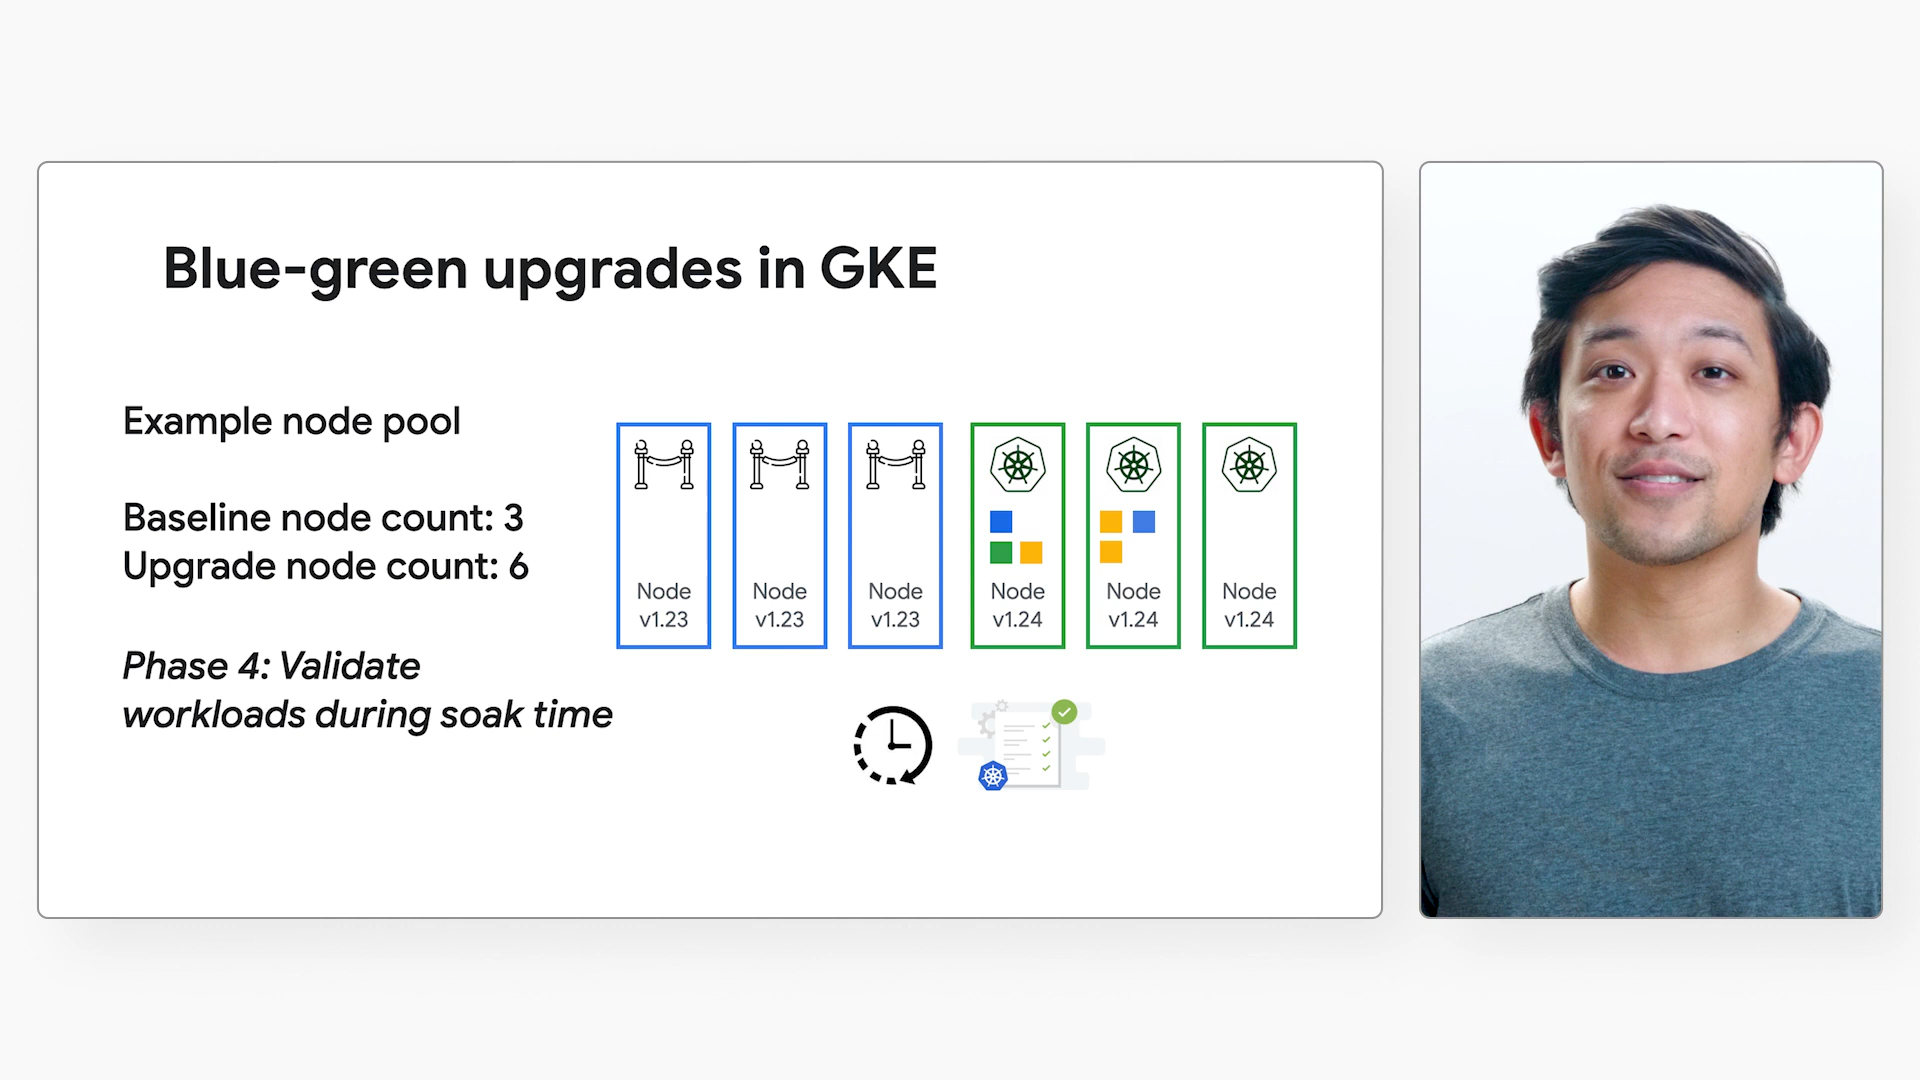 Blue-green upgrades in GKE
Example node pool
Baseline node count: 3
Upgrade node count: 6
Phase 4: Validate
workloads during soak time
Node
v1.23
Node
v1.23
Node
v1.23
Node
v1.24
Node
v1.24
Node
v1.24